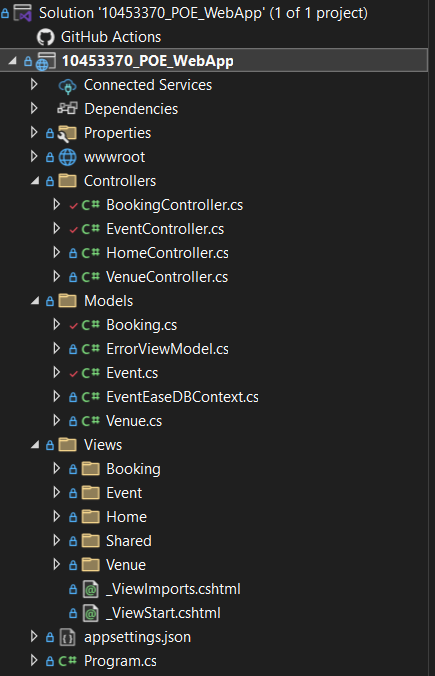 Solution '10453370_POE_WebApp' (1 of 1 project)
GitHub Actions
10453370_POE_WebApp
Connected Services
Dependencies
Properties
wwwroot
Controllers
C# BookingController.cs
C# EventController.cs
C# HomeController.cs
C# VenueController.cs
Models
C# Booking.cs
C# ErrorViewModel.cs
C# Event.cs
C# EventEaseDBContext.cs
C# Venue.cs
Views
Booking
Event
Home
Shared
Venue
_ViewImports.cshtml
_ViewStart.cshtml
appsettings.json
C# Program.cs